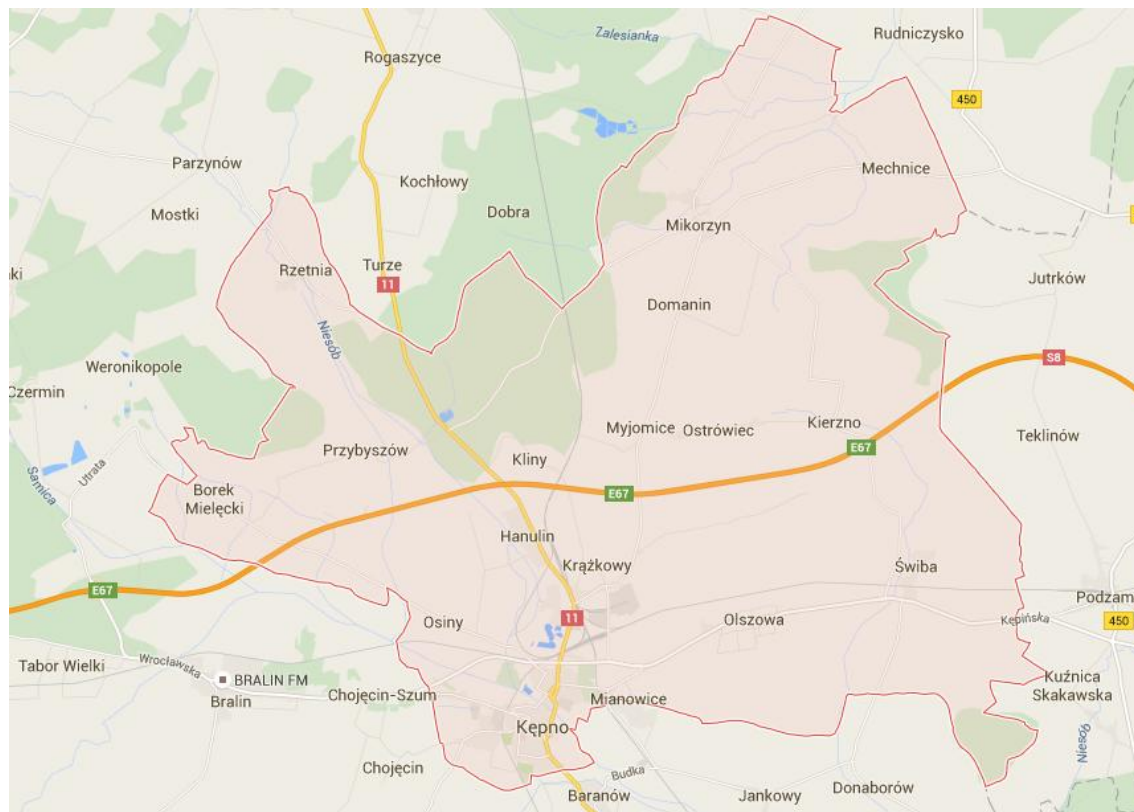 Zalesianka
Rudniczysko
Rogaszyce
450
Parzynów
Mechnice
Kochłowy
Mostki
Dobra
Mikorzyn
Rzetnia
Turze
11
ki
Jutrków
Domanin
Niesób
Weronikopole
S8
Czermin
Kierzno
Myjomice
Ostrówiec
Teklinów
Przybyszów
E67
Kliny
Utrata
Samica
E67
Borek
Mielęcki
Hanulin
Krążkowy
Świba
E67
Podzam
11
Osiny
Olszowa
Kępińska
450
Tabor Wielki
Wrocławska
BRALIN FM
Kuźnica
Skakawska
Chojęcin-Szum
Mianowice
Bralin
Kępno
Niesób
Chojęcin
Budka
Donaborów
Baranów
Jankowy